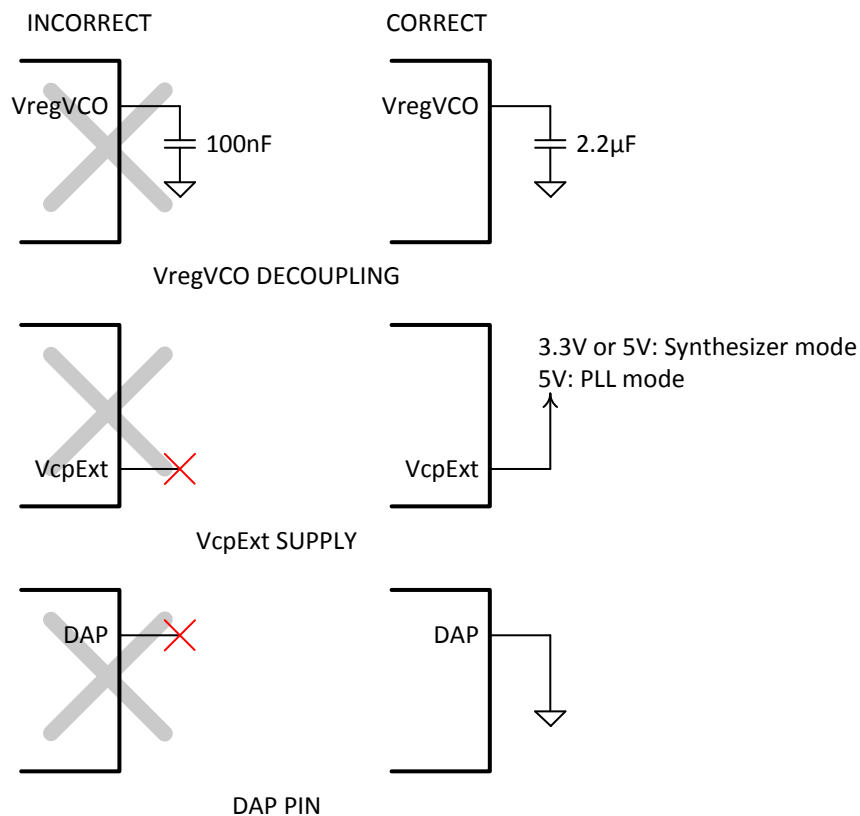 INCORRECT
CORRECT
VregVCO
100nF
VregVCO
2.2µF
VregVCO DECOUPLING
3.3V or 5V: Synthesizer mode
5V: PLL mode
VcpExt
VcpExt
VcpExt SUPPLY
DAP
DAP
DAP PIN